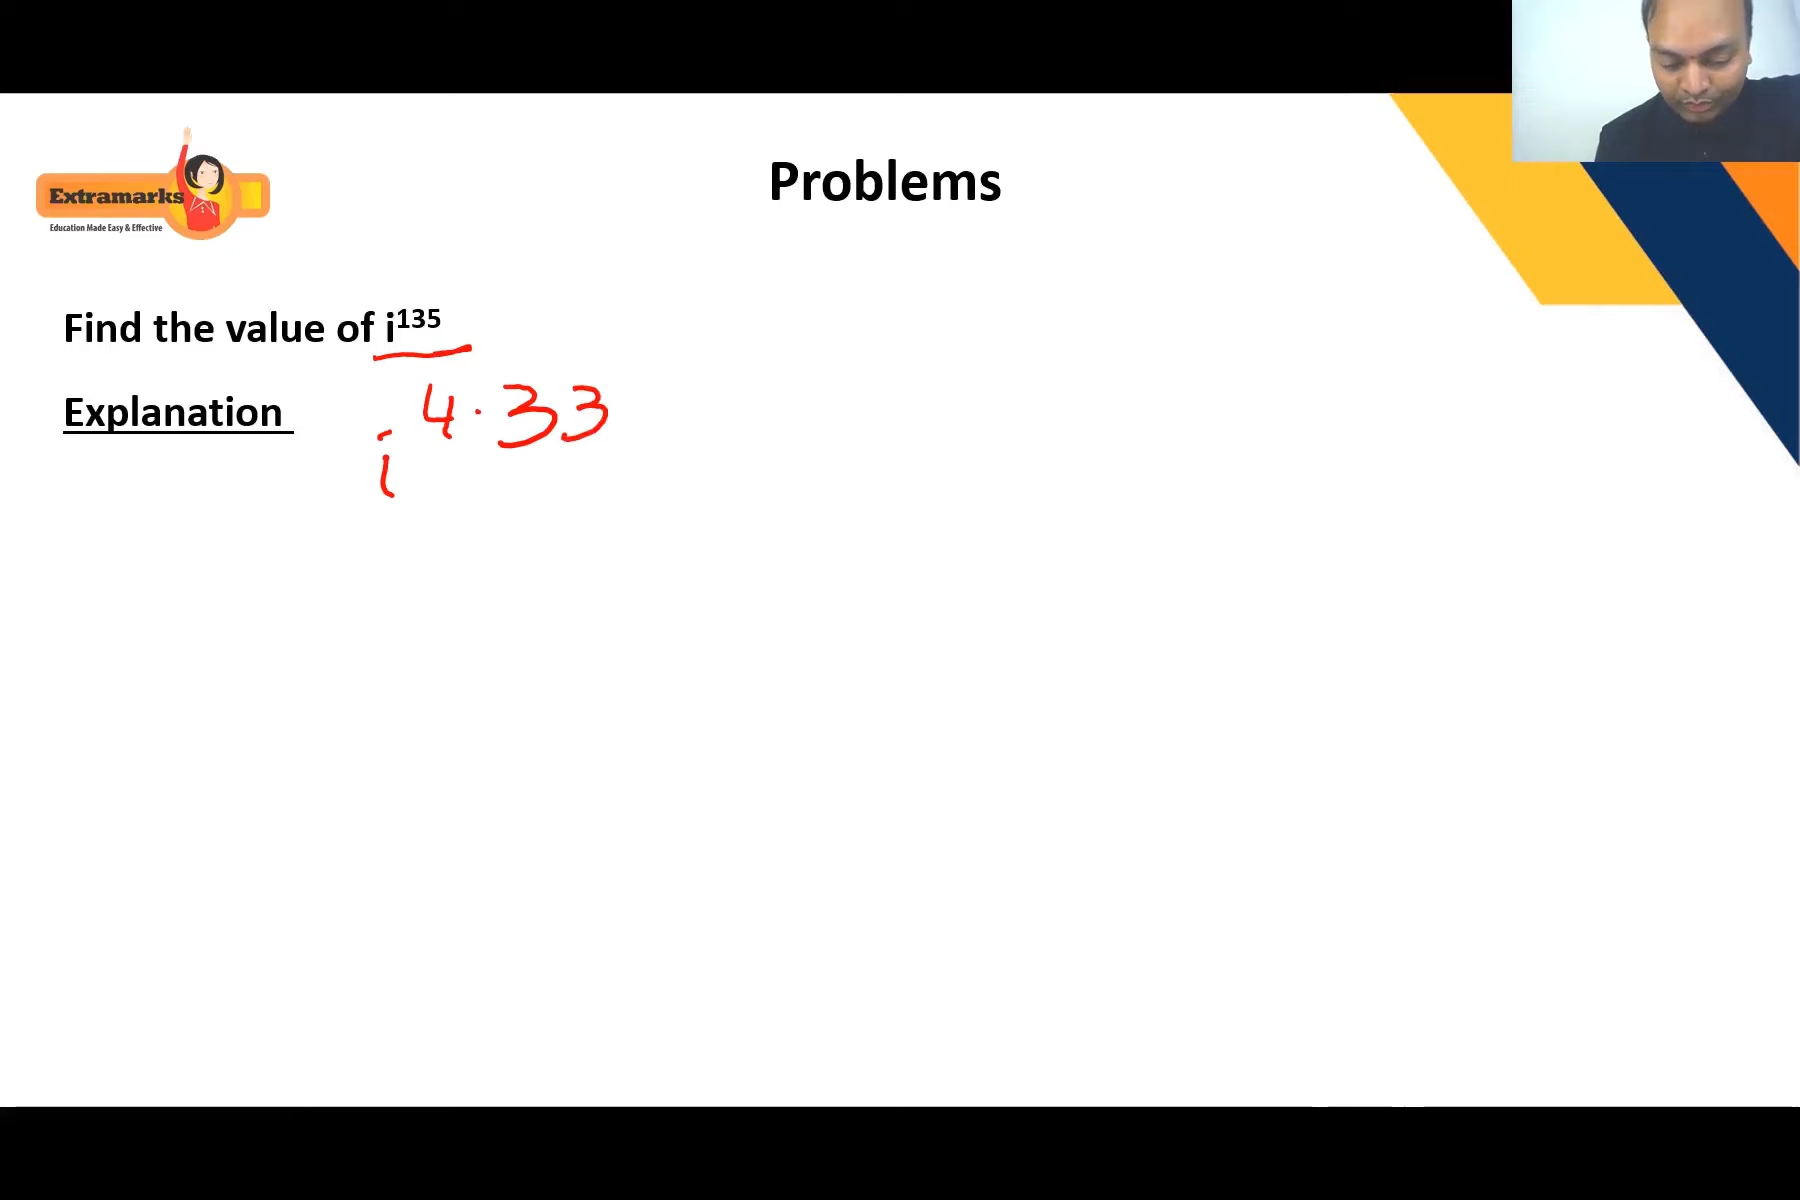 Extramarks
Education Made Easy & Effective
Problems
Find the value of i¹³⁵
Explanation
i⁴·³³